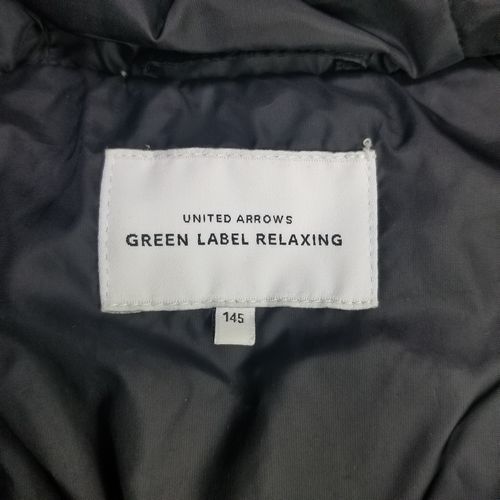 UNITED ARROWS
GREEN LABEL RELAXING
145